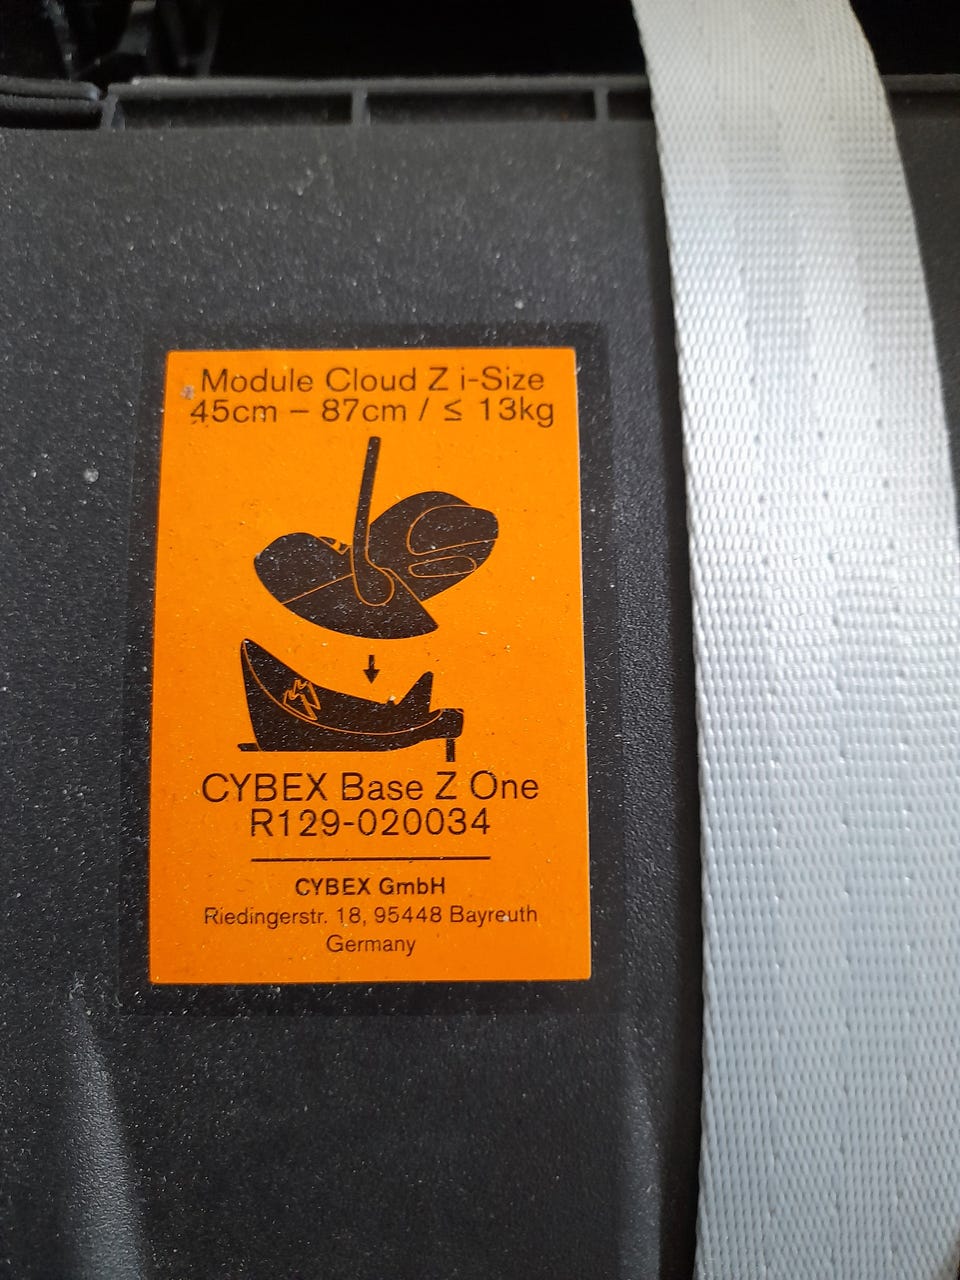 Module Cloud Z i-Size
45cm – 87cm / ≤ 13kg
CYBEX Base Z One
R129-020034
CYBEX GmbH
Riedingerstr. 18, 95448 Bayreuth
Germany